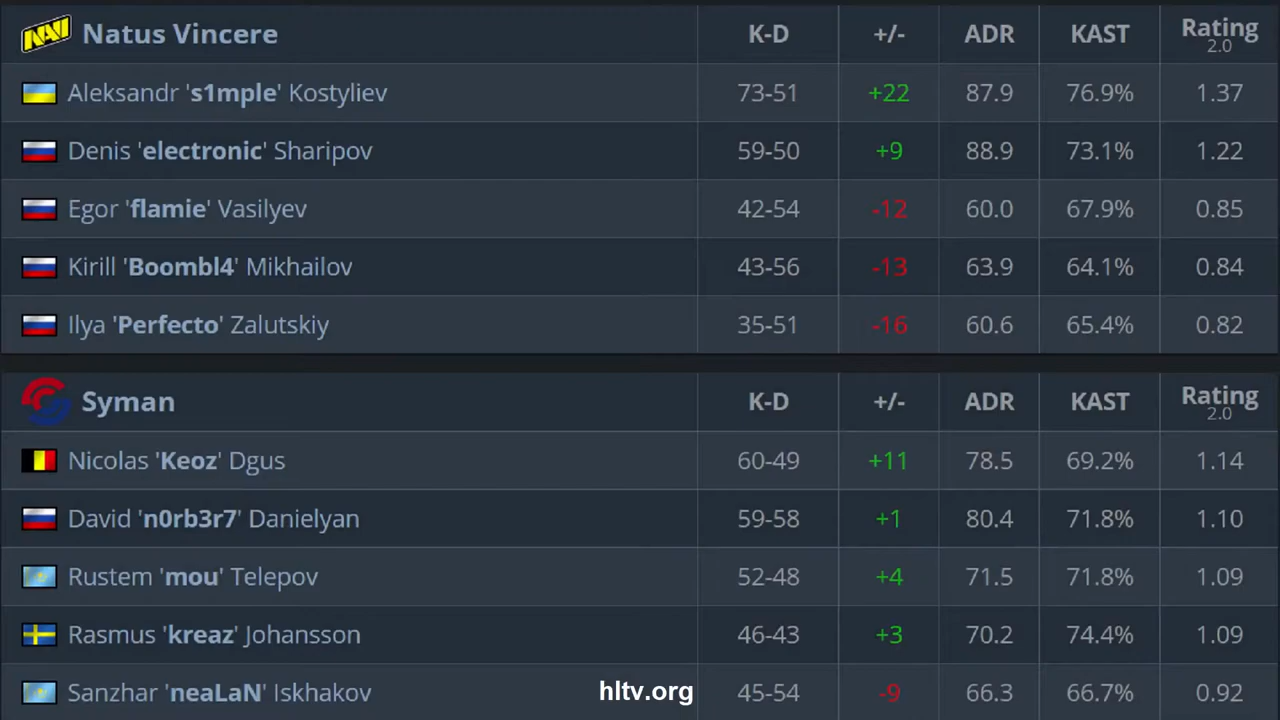 NAVI Natus Vincere K-D +/- ADR KAST Rating 2.0
Aleksandr 's1mple' Kostyliev 73-51 +22 87.9 76.9% 1.37
Denis 'electronic' Sharipov 59-50 +9 88.9 73.1% 1.22
Egor 'flamie' Vasilyev 42-54 -12 60.0 67.9% 0.85
Kirill 'Boombl4' Mikhailov 43-56 -13 63.9 64.1% 0.84
Ilya 'Perfecto' Zalutskiy 35-51 -16 60.6 65.4% 0.82
Syman K-D +/- ADR KAST Rating 2.0
Nicolas 'Keoz' Dgus 60-49 +11 78.5 69.2% 1.14
David 'n0rb3r7' Danielyan 59-58 +1 80.4 71.8% 1.10
Rustem 'mou' Telepov 52-48 +4 71.5 71.8% 1.09
Rasmus 'kreaz' Johansson 46-43 +3 70.2 74.4% 1.09
Sanzhar 'neaLaN' Iskhakov hltv.org 45-54 -9 66.3 66.7% 0.92